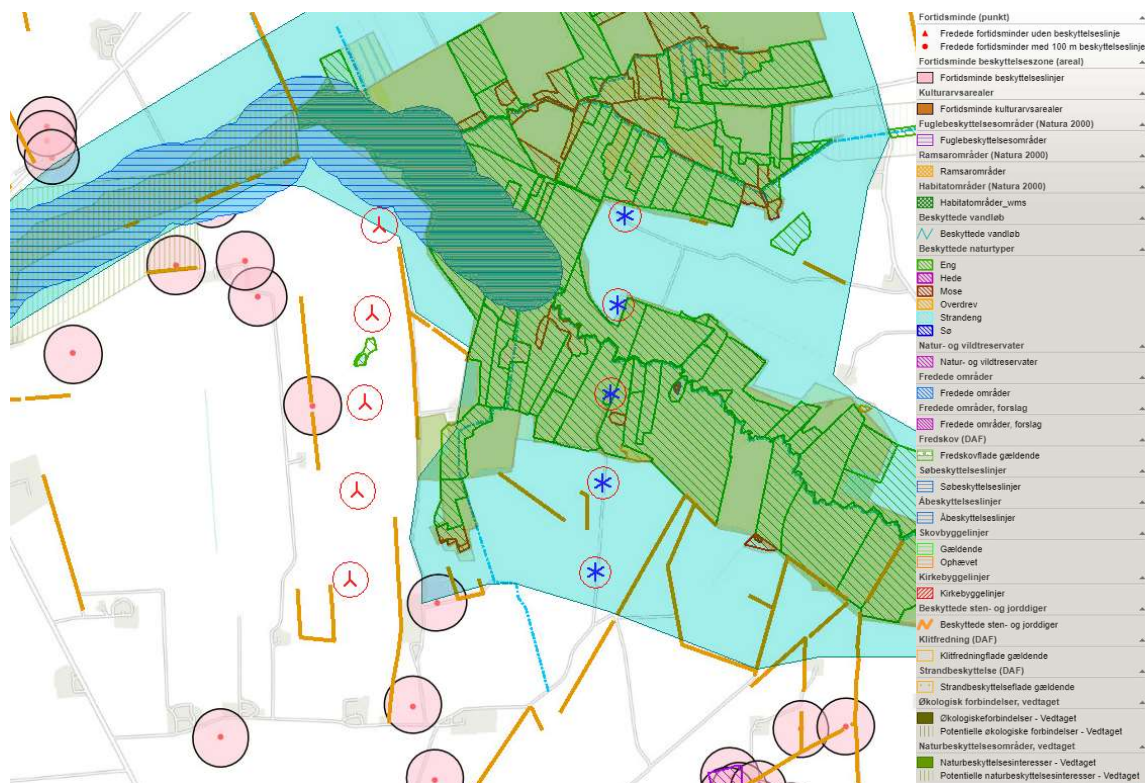 Fortidsminde (punkt)
Fredede fortidsminder uden beskyttelseslinje
Fredede fortidsminder med 100 m beskyttelseslinje
Fortidsminde beskyttelseszone (areal)
Fortidsminde beskyttelseslinjer
Kulturarvsarealer
Fortidsminde kulturarvsarealer
Fuglebeskyttelsesområder (Natura 2000)
Fuglebeskyttelsesområder
Ramsarområder (Natura 2000)
Ramsarområder
Habitatområder (Natura 2000)
Habitatområder_wms
Beskyttede vandløb
Beskyttede vandløb
Beskyttede naturtyper
Eng
Hede
Mose
Overdrev
Strandeng
Sø
Natur- og vildtreservater
Natur- og vildtreservater
Fredede områder
Fredede områder
Fredede områder, forslag
Fredede områder, forslag
Fredskov (DAF)
Fredskovflade gældende
Søbeskyttelseslinjer
Søbeskyttelseslinjer
Åbeskyttelseslinjer
Åbeskyttelseslinjer
Skovbyggelinjer
Gældende
Ophævet
Kirkebyggelinjer
Kirkebyggelinjer
Beskyttede sten- og jorddiger
Beskyttede sten- og jorddiger
Klitfredning (DAF)
Klitfredningflade gældende
Strandbeskyttelse (DAF)
Strandbeskyttelseflade gældende
Økologisk forbindelser, vedtaget
Økologiskeforbindelser - Vedtaget
Potentielle økologiske forbindelser - Vedtaget
Naturbeskyttelsesområder, vedtaget
Naturbeskyttelsesinteresser - Vedtaget
Potentielle naturbeskyttelsesinteresser - Vedtaget